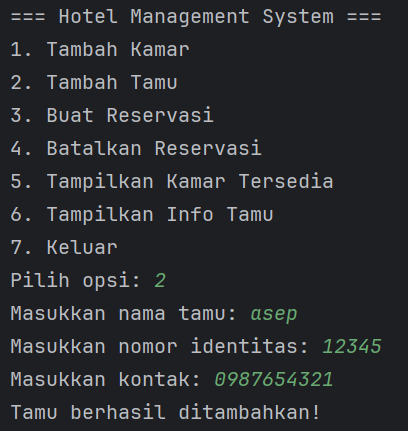 === Hotel Management System ===
1. Tambah Kamar
2. Tambah Tamu
3. Buat Reservasi
4. Batalkan Reservasi
5. Tampilkan Kamar Tersedia
6. Tampilkan Info Tamu
7. Keluar
Pilih opsi: 2
Masukkan nama tamu: asep
Masukkan nomor identitas: 12345
Masukkan kontak: 0987654321
Tamu berhasil ditambahkan!